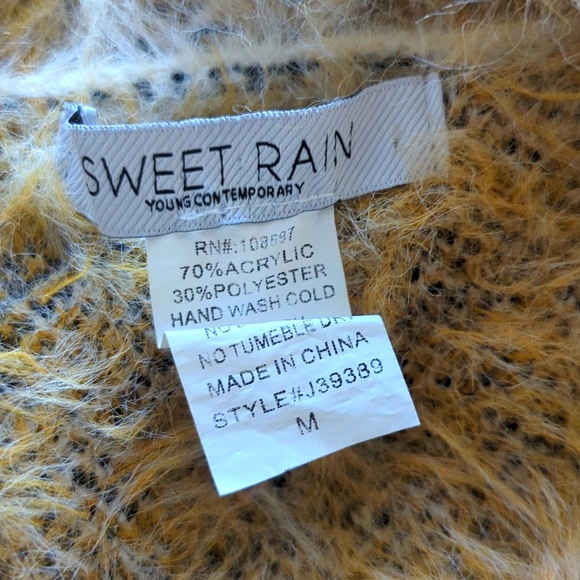 SWEET RAIN
YOUNG CONTEMPORARY
RN#:108697
70%ACRYLIC
30%POLYESTER
HAND WASH COLD
NO TUMEBLE
MADE IN CHINA
STYLE#J39389
M